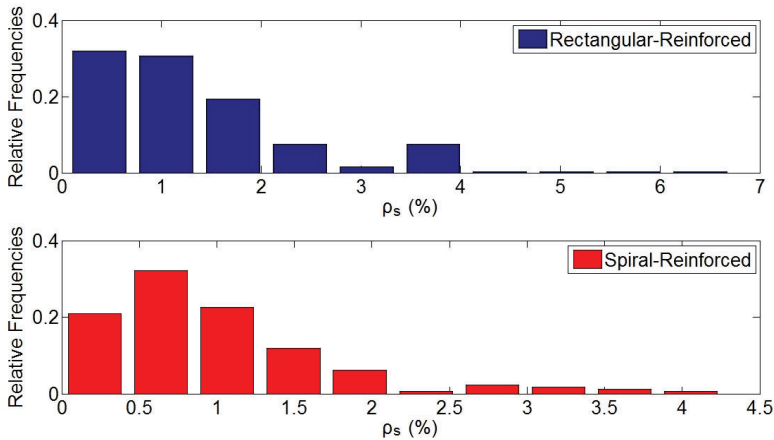 Relative Frequencies
0.4
0.2
0
Rectangular-Reinforced
0 1 2 3 4 5 6 7
ρs (%)
Relative Frequencies
0.4
0.2
0
Spiral-Reinforced
0 0.5 1 1.5 2 2.5 3 3.5 4 4.5
ρs (%)